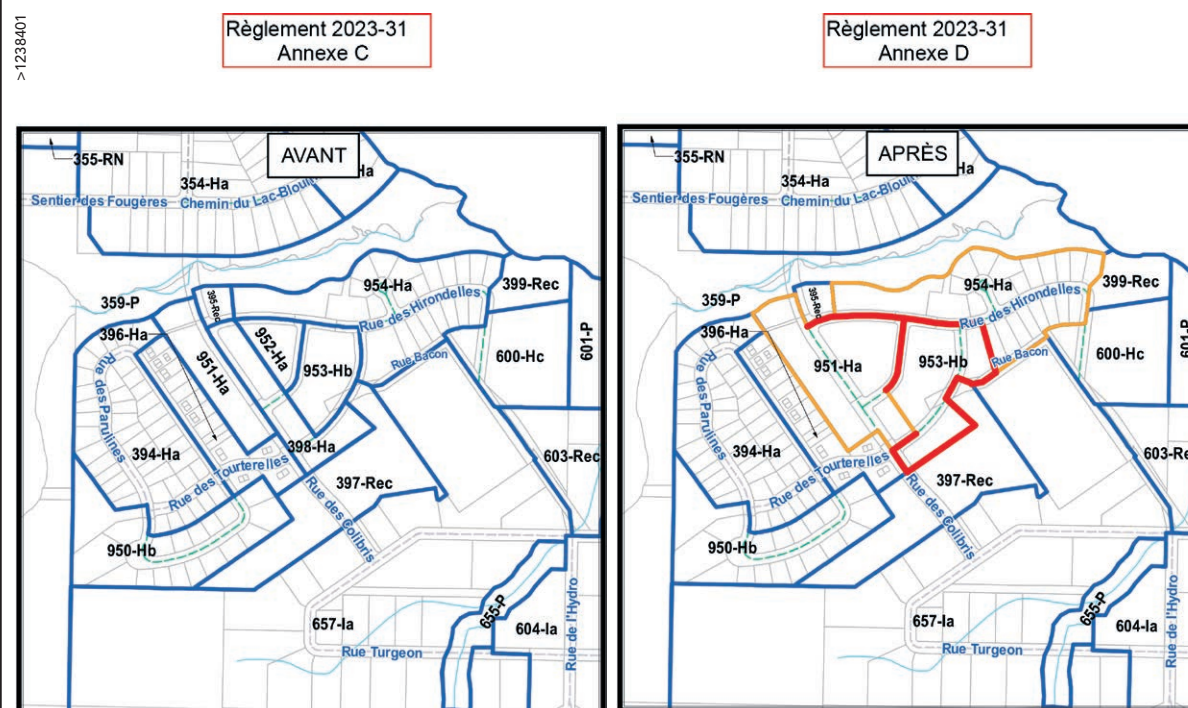 >1238401
Règlement 2023-31
Annexe C
Règlement 2023-31
Annexe D
AVANT
355-RN
354-Ha
Ha
Sentier des Fougères
Chemin du Lac-Blouin
359-P
395-Rec
954-Ha
399-Rec
Rue des Hirondelles
396-Ha
952-Ha
951-Ha
953-Hb
600-Hc
601-P
Rue Bacon
Rue des Parulines
394-Ha
398-Ha
603-Rec
Rue des Tourterelles
397-Rec
Rue des Colibris
950-Hb
655-P
657-Ia
604-Ia
Rue de l'Hydro
Rue Turgeon
APRÈS
355-RN
354-Ha
Ha
Sentier des Fougères
Chemin du Lac-Blouin
359-P
395-Rec
954-Ha
399-Rec
Rue des Hirondelles
396-Ha
951-Ha
953-Hb
600-Hc
601-P
Rue Bacon
Rue des Parulines
394-Ha
603-Re
Rue des Tourterelles
397-Rec
Rue des Colibris
950-Hb
655-P
657-Ia
604-Ia
Rue de l'Hydro
Rue Turgeon